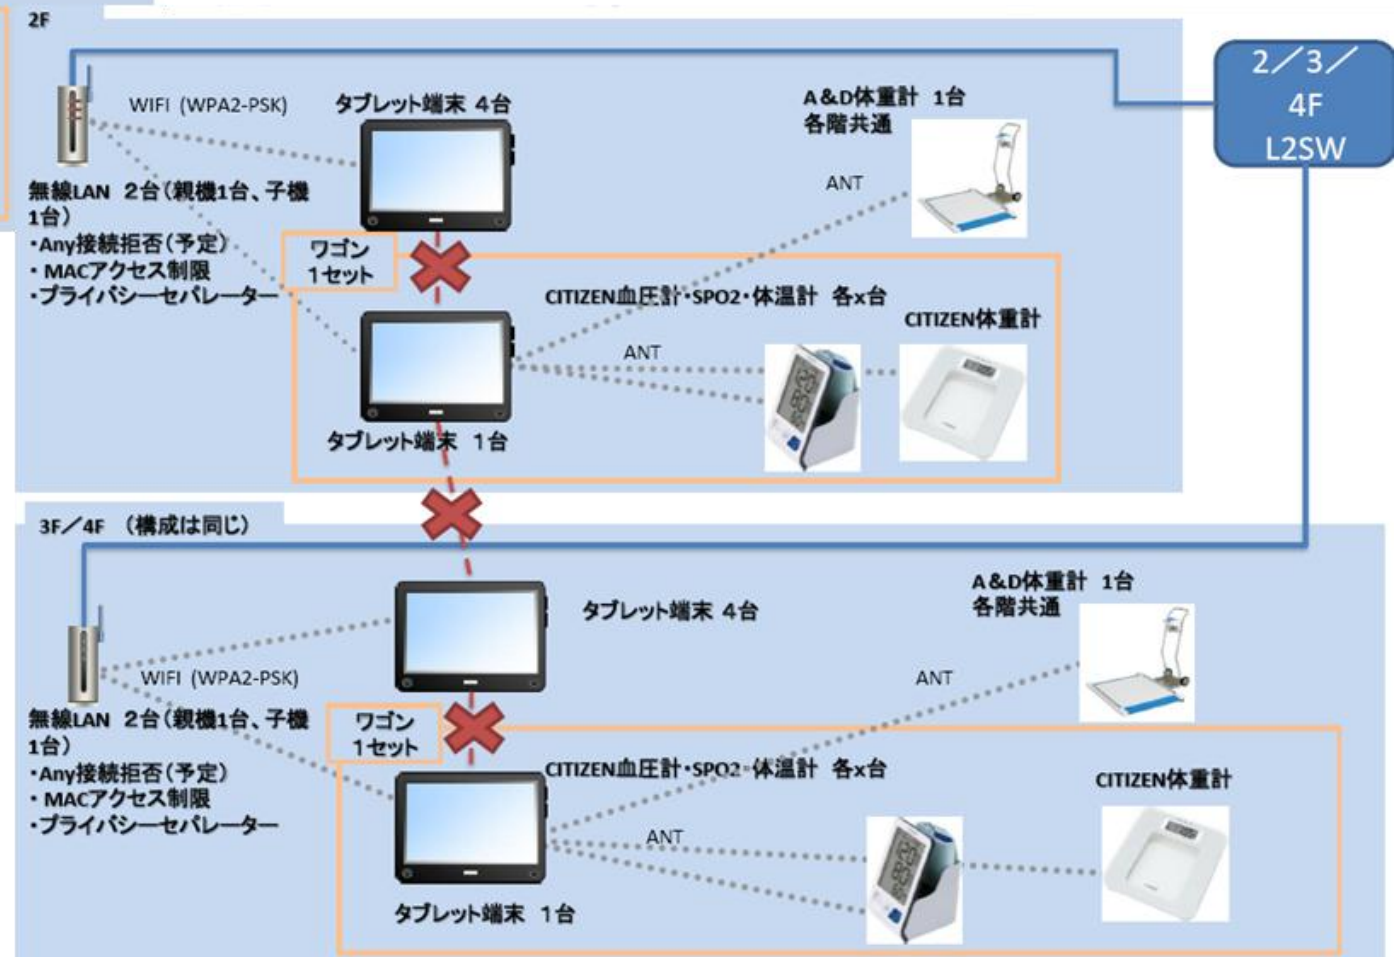 2F
2／3／
4F
L2SW
WIFI (WPA2-PSK)
タブレット端末 4台
A＆D体重計 1台
各階共通
ANT
無線LAN 2台（親機1台、子機
1台）
・Any接続拒否（予定）
・MACアクセス制限
・プライバシーセパレーター
ワゴン
1セット
CITIZEN血圧計・SPO2・体温計 各x台
CITIZEN体重計
ANT
タブレット端末 1台
3F／4F （構成は同じ）
A＆D体重計 1台
各階共通
タブレット端末 4台
WIFI (WPA2-PSK)
ANT
無線LAN 2台（親機1台、子機
1台）
・Any接続拒否（予定）
・MACアクセス制限
・プライバシーセパレーター
ワゴン
1セット
CITIZEN血圧計・SPO2・体温計 各x台
CITIZEN体重計
ANT
タブレット端末 1台